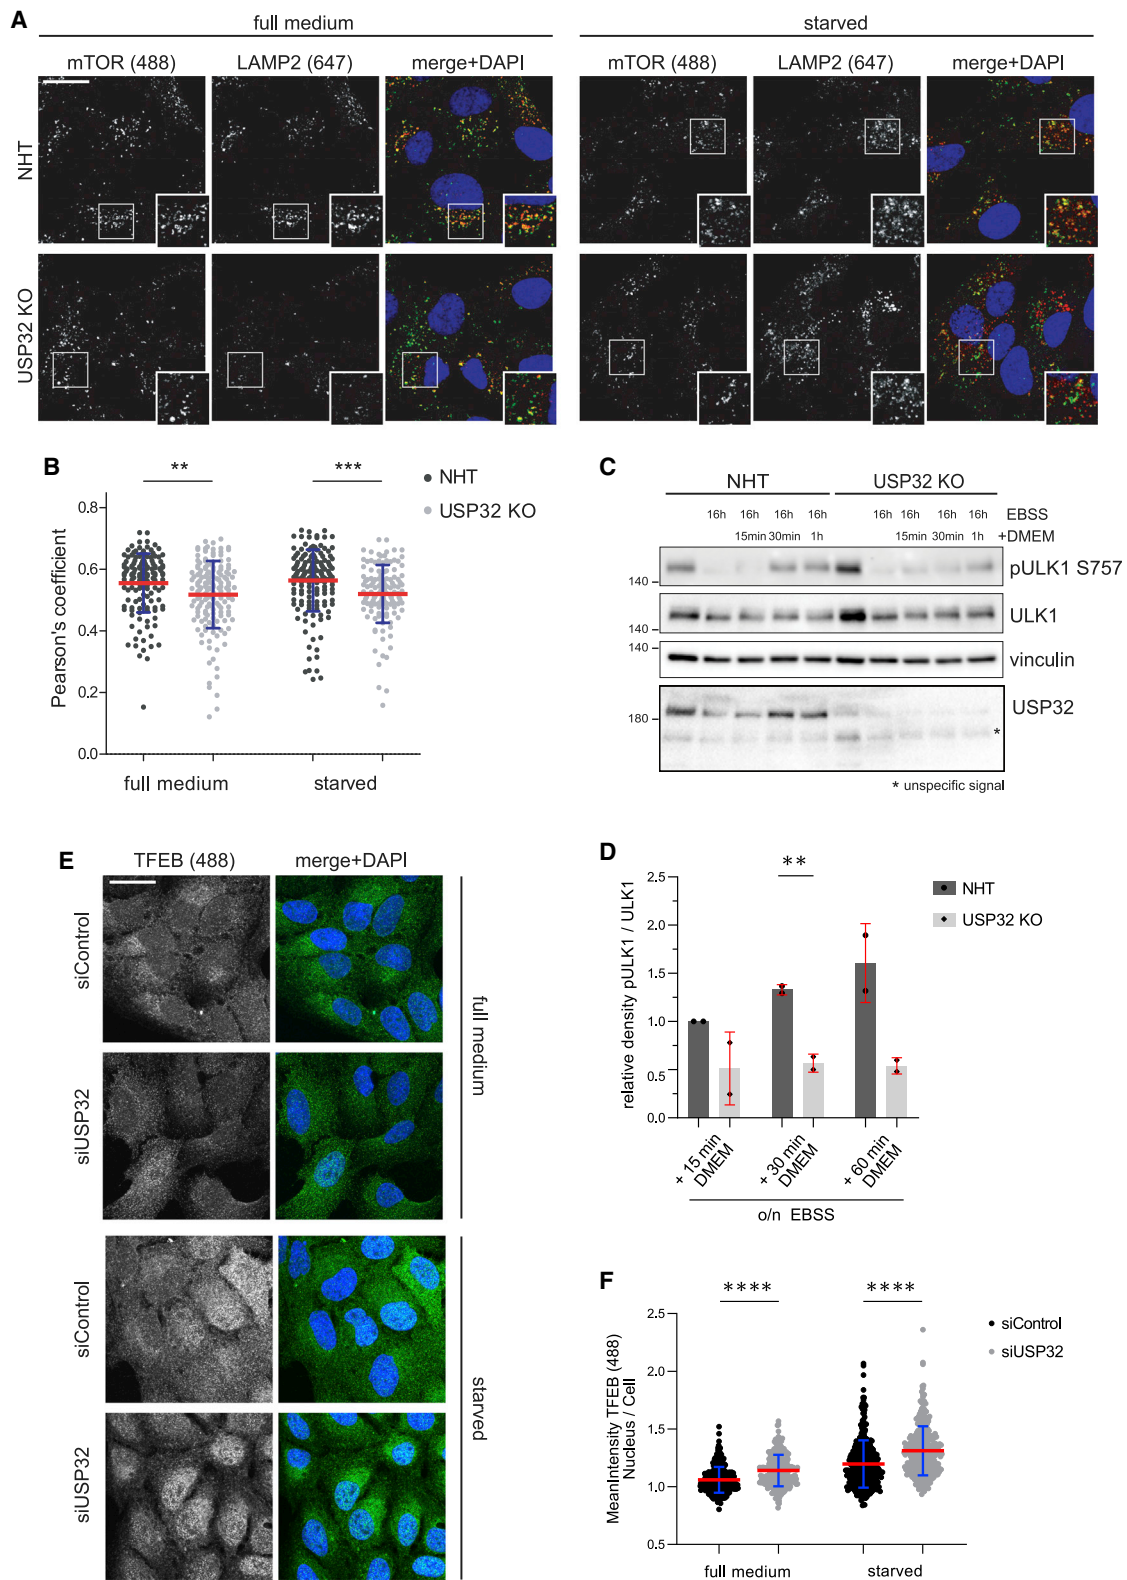 A
full medium
starved
mTOR (488)
LAMP2 (647)
merge+DAPI
mTOR (488)
LAMP2 (647)
merge+DAPI
NHT
USP32 KO
B
** ***
NHT
USP32 KO
Pearson's coefficient
0.8
0.6
0.4
0.2
0.0
full medium starved
C
NHT USP32 KO
16h 16h 16h 16h 16h 16h 16h 16h EBSS
15min 30min 1h 15min 30min 1h +DMEM
140 pULK1 S757
ULK1
140
140
vinculin
180 USP32
*
* unspecific signal
D
**
NHT
USP32 KO
relative density pULK1 / ULK1
2.5
2.0
1.5
1.0
0.5
0.0
+ 15 min DMEM
+ 30 min DMEM
+ 60 min DMEM
o/n EBSS
E
TFEB (488) merge+DAPI
siControl
siUSP32
full medium
siControl
siUSP32
starved
F
**** ****
siControl
siUSP32
MeanIntensity TFEB (488)
Nucleus / Cell
2.5
2.0
1.5
1.0
0.5
full medium starved